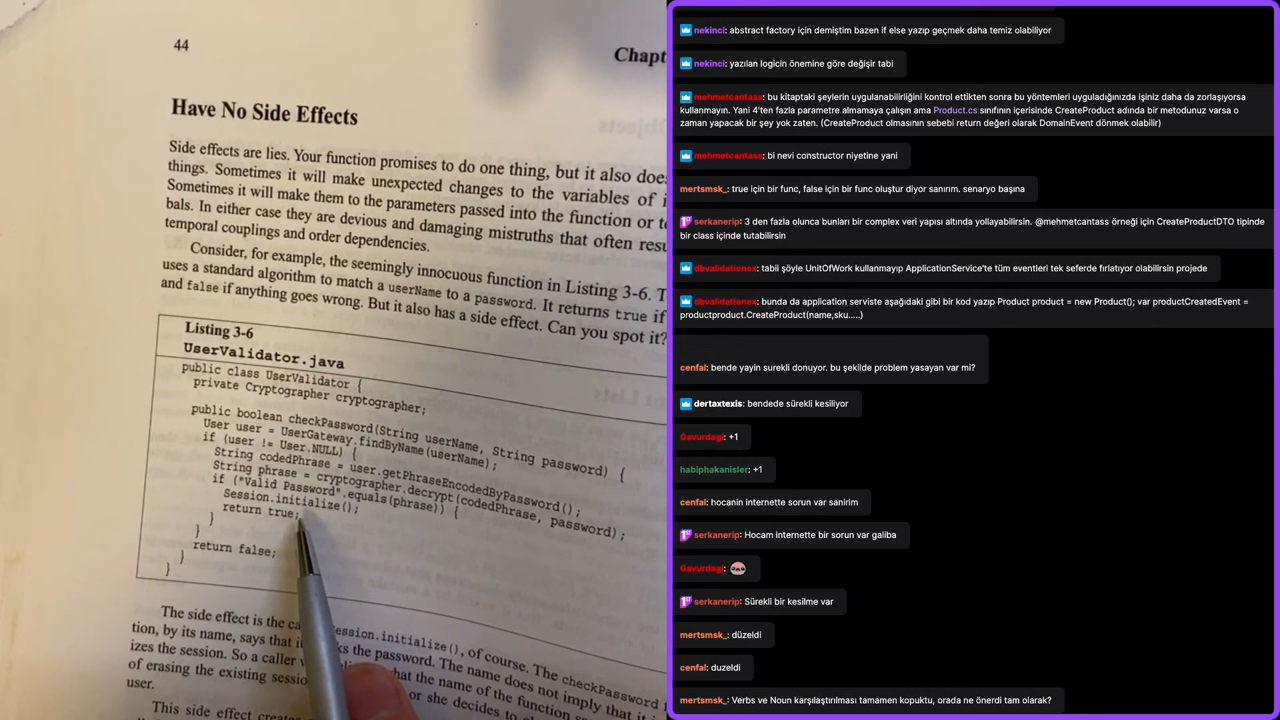 44
Chapt
Have No Side Effects
Side effects are lies. Your function promises to do one thing, but it also does
things. Sometimes it will make unexpected changes to the variables of i
Sometimes it will make them to the parameters passed into the function or to
bals. In either case they are devious and damaging mistruths that often resu
temporal couplings and order dependencies.
Consider, for example, the seemingly innocuous function in Listing 3-6. T
uses a standard algorithm to match a userName to a password. It returns true if
and false if anything goes wrong. But it also has a side effect. Can you spot it?
Listing 3-6
UserValidator.java
public class UserValidator {
private Cryptographer cryptographer;
public boolean checkPassword(String userName, String password) {
User user = UserGateway.findByName(userName);
if (user != User.NULL) {
String codedPhrase = user.getPhraseEncodedByPassword();
String phrase = cryptographer.decrypt(codedPhrase, password);
if ("Valid Password".equals(phrase)) {
Session.initialize();
return true;
}
}
return false;
}
}
The side effect is the ca ession.initialize(), of course. The checkPassword f
tion, by its name, says that i ks the password. The name does not imply that it i
izes the session. So a caller hat the name of the function
of erasing the existing sessio or she decides to
user.
This side effect creates
nekinci: abstract factory için demiştim bazen if else yazıp geçmek daha temiz olabiliyor
nekinci: yazılan logicin önemine göre değişir tabi
mehmetcantass: bu kitaptaki şeylerin uygulanabilirliğini kontrol ettikten sonra bu yöntemleri uyguladığınızda işiniz daha da zorlaşıyorsa
kullanmayın. Yani 4'ten fazla parametre almamaya çalışın ama Product.cs sınıfının içerisinde CreateProduct adında bir metodunuz varsa o
zaman yapacak bir şey yok zaten. (CreateProduct olmasının sebebi return değeri olarak DomainEvent dönmek olabilir)
mehmetcantass: bi nevi constructor niyetine yani
mertsmsk_: true için bir func, false için bir func oluştur diyor sanırım. senaryo başına
serkanerip: 3 den fazla olunca bunları bir complex veri yapısı altında yollayabilirsin. @mehmetcantass örneği için CreateProductDTO tipinde
bir class içinde tutabilirsin
dbvalidationex: tabii şöyle UnitOfWork kullanmayıp ApplicationService'te tüm eventleri tek seferde fırlatıyor olabilirsin projede
dbvalidationex: bunda da application serviste aşağıdaki gibi bir kod yazıp Product product = new Product(); var productCreatedEvent =
productproduct.CreateProduct(name,sku.....)
cenfal: bende yayin surekli donuyor. bu şekilde problem yasayan var mi?
dertaxtexis: bendede sürekli kesiliyor
Gavurdagi: +1
habiphakanisler: +1
cenfal: hocanin internette sorun var sanirim
serkanerip: Hocam internette bir sorun var galiba
Gavurdagi:
serkanerip: Sürekli bir kesilme var
mertsmsk_: düzeldi
cenfal: duzeldi
mertsmsk_: Verbs ve Noun karşılaştırılması tamamen kopuktu, orada ne önerdi tam olarak?